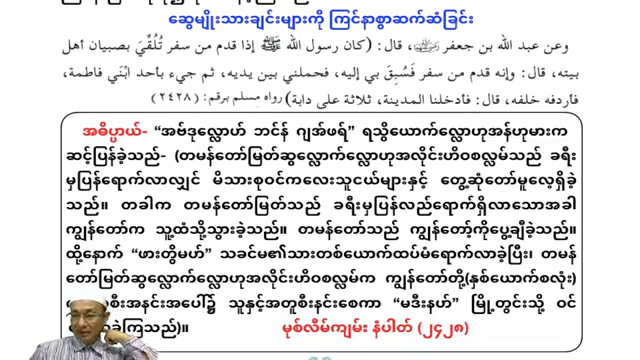 ဆွေမျိုးသားချင်းများကို ကြင်နာစွာဆက်ဆံခြင်း
وعن عبد الله بن جعفر ﷺ، قال: (كان رسول الله ﷺ إذا قدم من سفر تُلُقِّيَ بصبيان أهل
بيته، قال: وإنه قدم من سفر فَسُبِقَ بي إليه، فحملني بين يديه، ثم جيء بأحد ابْنَي فاطمة،
فأردفه خلفه، قال: فأدخلنا المدينة، ثلاثة على دابة) رواه مسلم برقم: (٢٤٢٨)
အဓိပ္ပာယ်- “အဗ်ဒုလ္လောဟ် ဘင်န် ဂျအ်ဖရ်” ရသွိယောက်လ္လောဟုအန်ဟုမားက
ဆင့်ပြန်ခဲ့သည်- (တမန်တော်မြတ်ဆွလ္လောက်လ္လောဟုအလိုင်းဟိဝစလ္လမ်သည် ခရီး
မှပြန်ရောက်လာလျှင် မိသားစုဝင်ကလေးသူငယ်များနှင့် တွေ့ဆုံတော်မူလေ့ရှိခဲ့
သည်။ တခါက တမန်တော်မြတ်သည် ခရီးမှပြန်လည်ရောက်ရှိလာသောအခါ
ကျွန်တော်က သူ့ထံသို့သွားခဲ့သည်။ တမန်တော်သည် ကျွန်တော့်ကိုပွေ့ချီခဲ့သည်။
ထို့နောက် “ဖားတွိမဟ်” သခင်မ၏သားတစ်ယောက်ထပ်မံရောက်လာခဲ့ပြီး၊ တမန်
တော်မြတ်ဆွလ္လောက်လ္လောဟုအလိုင်းဟိဝစလ္လမ်က ကျွန်တော်တို့(နှစ်ယောက်စလုံး)
စီးအနင်းအပေါ်၌ သူနှင့်အတူစီးနင်းစေကာ “မဒီးနဟ်” မြို့တွင်းသို့ ဝင်
ခဲ့ကြသည်)။ မုစ်လီမ်ကျမ်း နံပါတ် (၂၄၂၈)